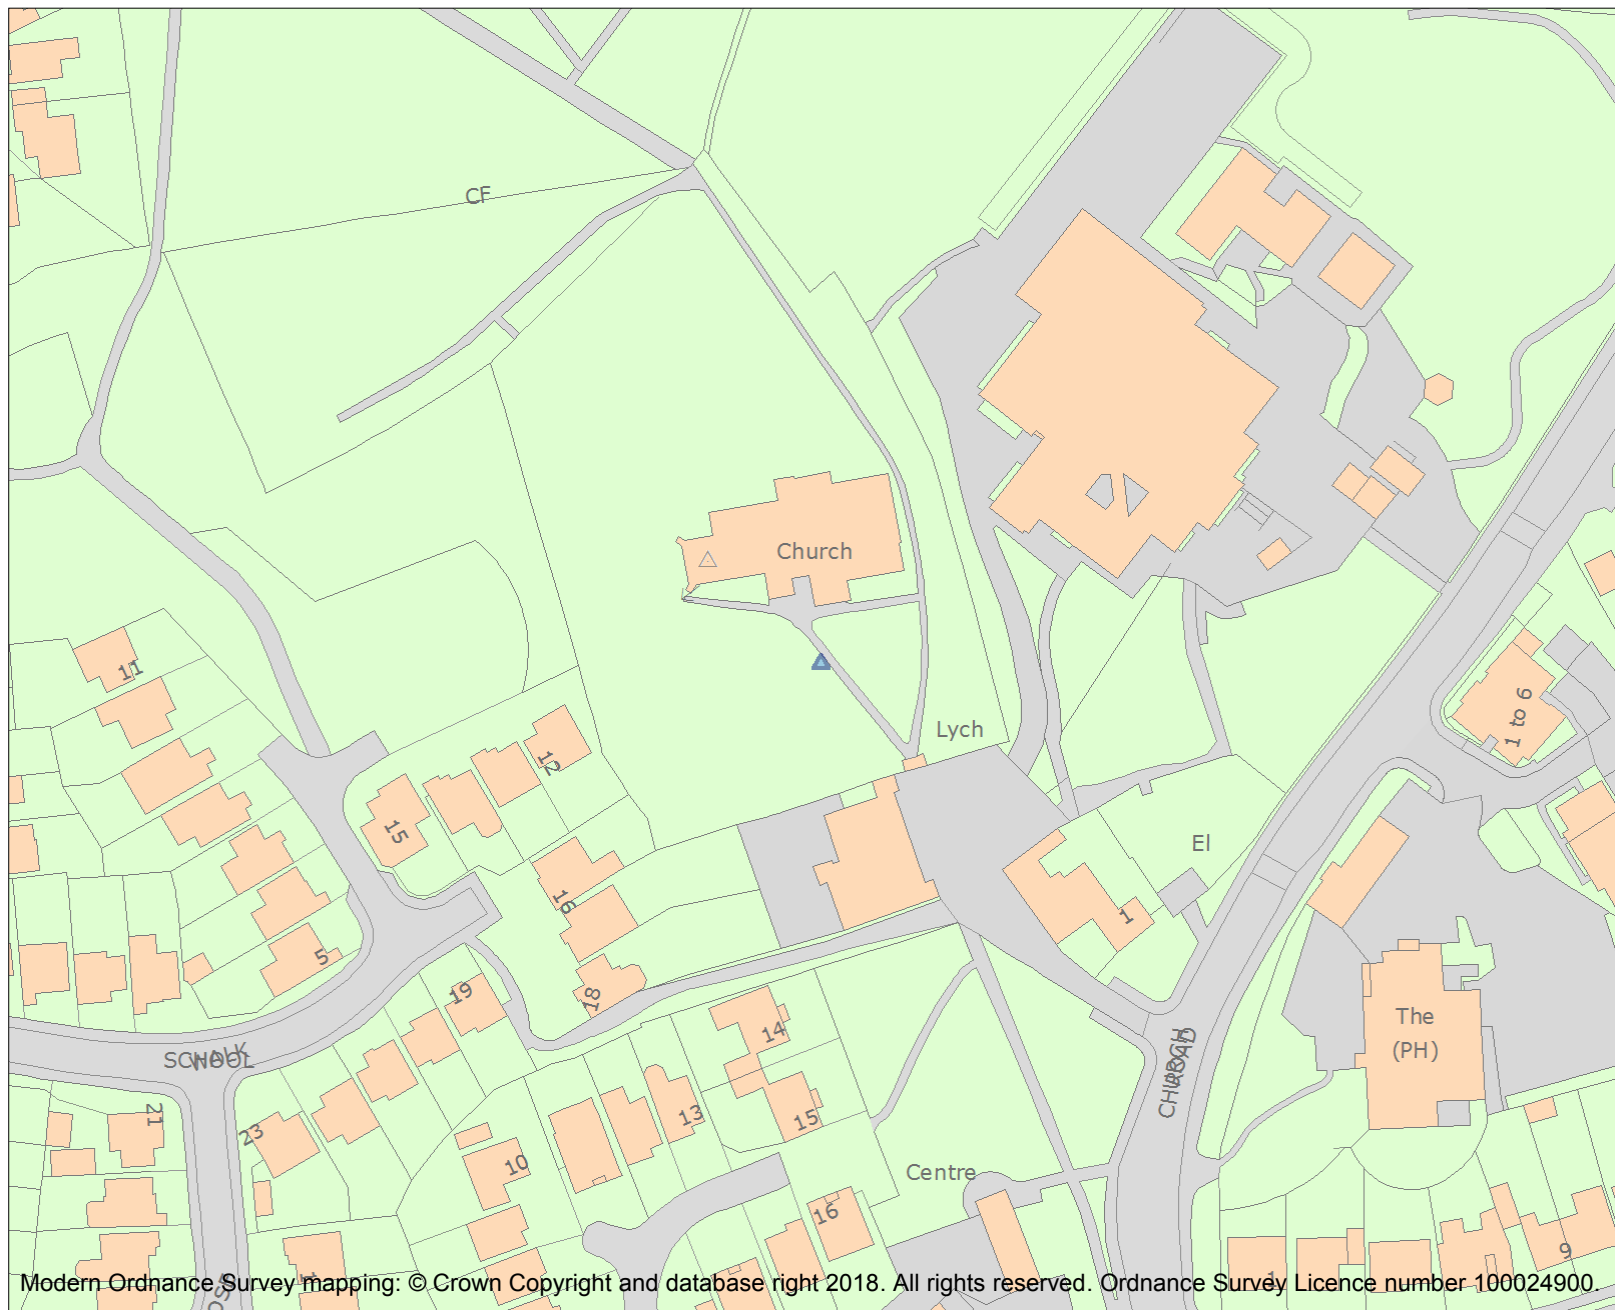 CF
Church
11
1 to 6
Lych
12
15
El
16
1
5
19
18
The
(PH)
14
SCHOOL
WALK
CHURCH
ROAD
21
23
13
15
10
Centre
16
9
1
Modern Ordnance Survey mapping: © Crown Copyright and database right 2018. All rights reserved. Ordnance Survey Licence number 100024900.